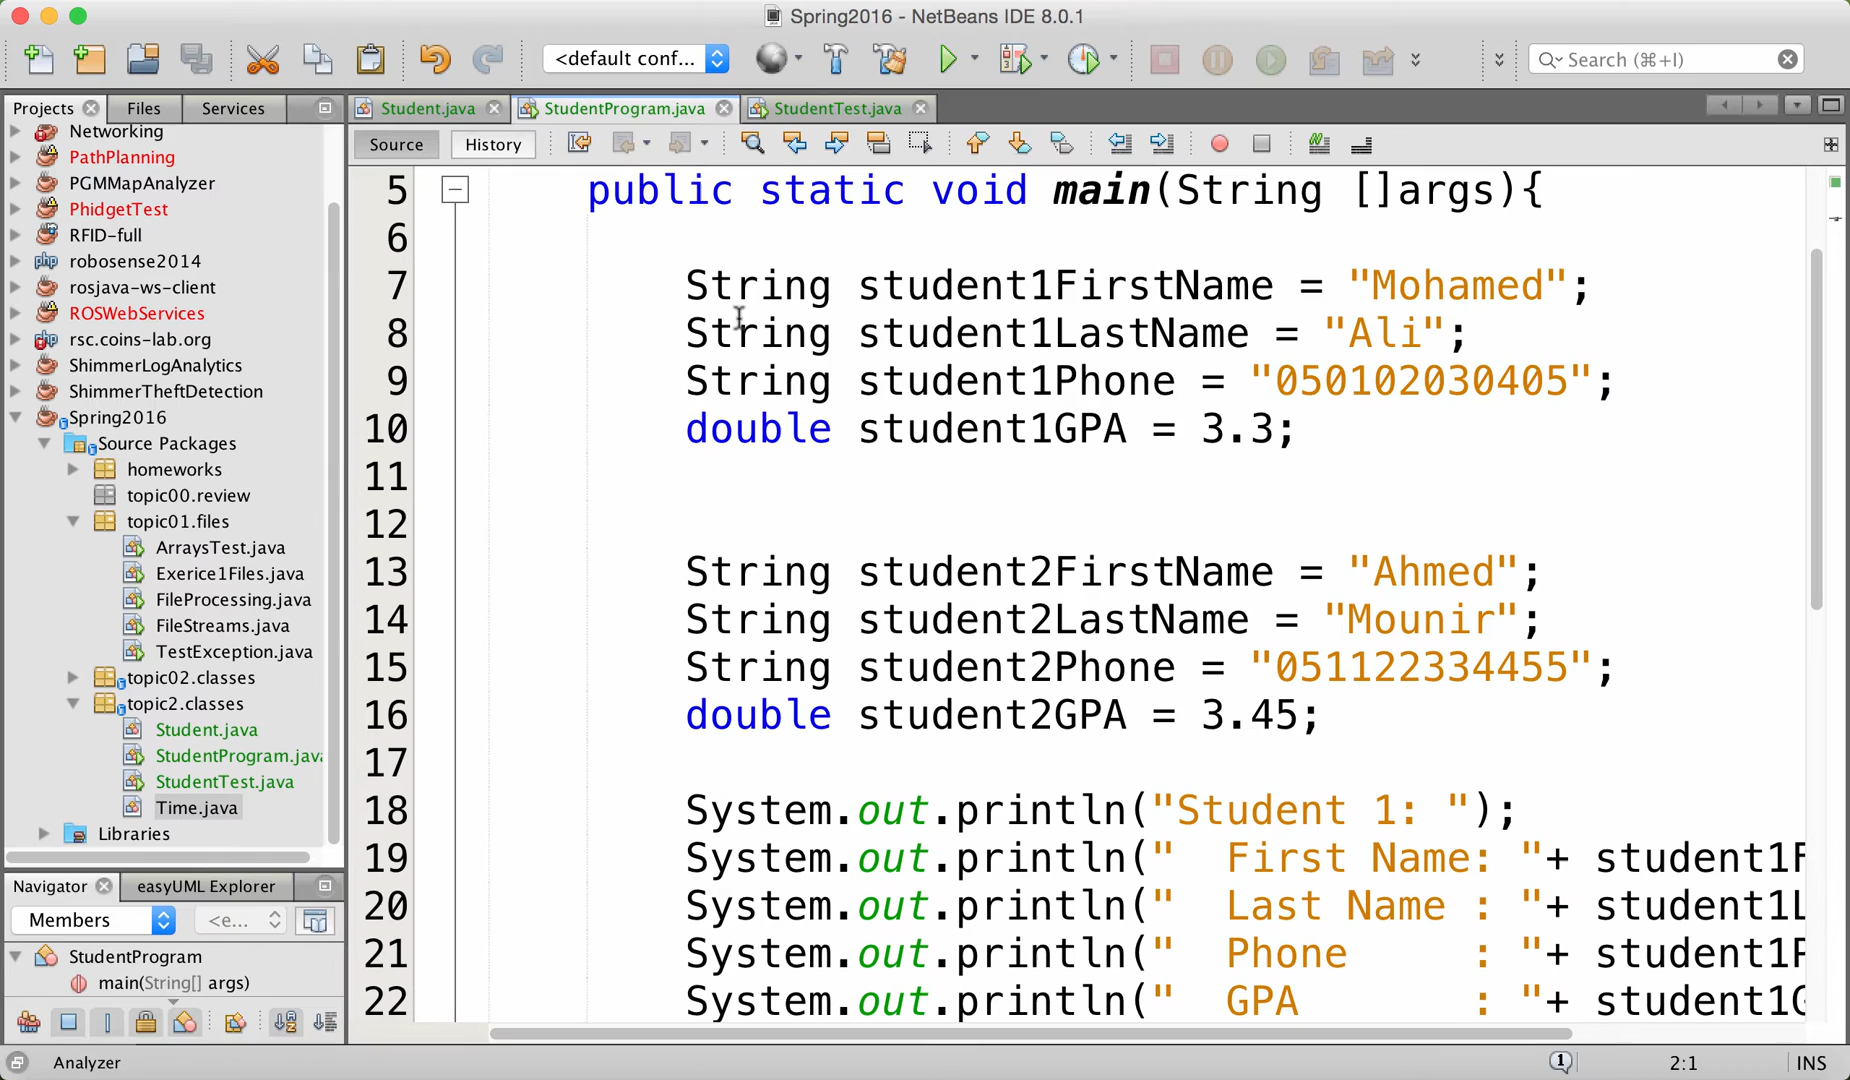 Spring2016 - NetBeans IDE 8.0.1
<default conf...
Search (⌘+I)
Projects
Files
Services
Student.java
StudentProgram.java
StudentTest.java
Source
History
Networking
PathPlanning
PGMMapAnalyzer
PhidgetTest
RFID-full
php robosense2014
rosjava-ws-client
ROSWebServices
php rsc.coins-lab.org
ShimmerLogAnalytics
ShimmerTheftDetection
Spring2016
Source Packages
homeworks
topic00.review
topic01.files
ArraysTest.java
Exerice1Files.java
FileProcessing.java
FileStreams.java
TestException.java
topic02.classes
topic2.classes
Student.java
StudentProgram.java
StudentTest.java
Time.java
Libraries
Navigator
easyUML Explorer
Members
<e...
StudentProgram
main(String[] args)
5 public static void main(String []args){
6
7 String student1FirstName = "Mohamed";
8 String student1LastName = "Ali";
9 String student1Phone = "050102030405";
10 double student1GPA = 3.3;
11
12
13 String student2FirstName = "Ahmed";
14 String student2LastName = "Mounir";
15 String student2Phone = "051122334455";
16 double student2GPA = 3.45;
17
18 System.out.println("Student 1: ");
19 System.out.println("  First Name: "+ student1F
20 System.out.println("  Last Name : "+ student1L
21 System.out.println("  Phone     : "+ student1P
22 System.out.println("  GPA       : "+ student1G
Analyzer
1
2:1
INS